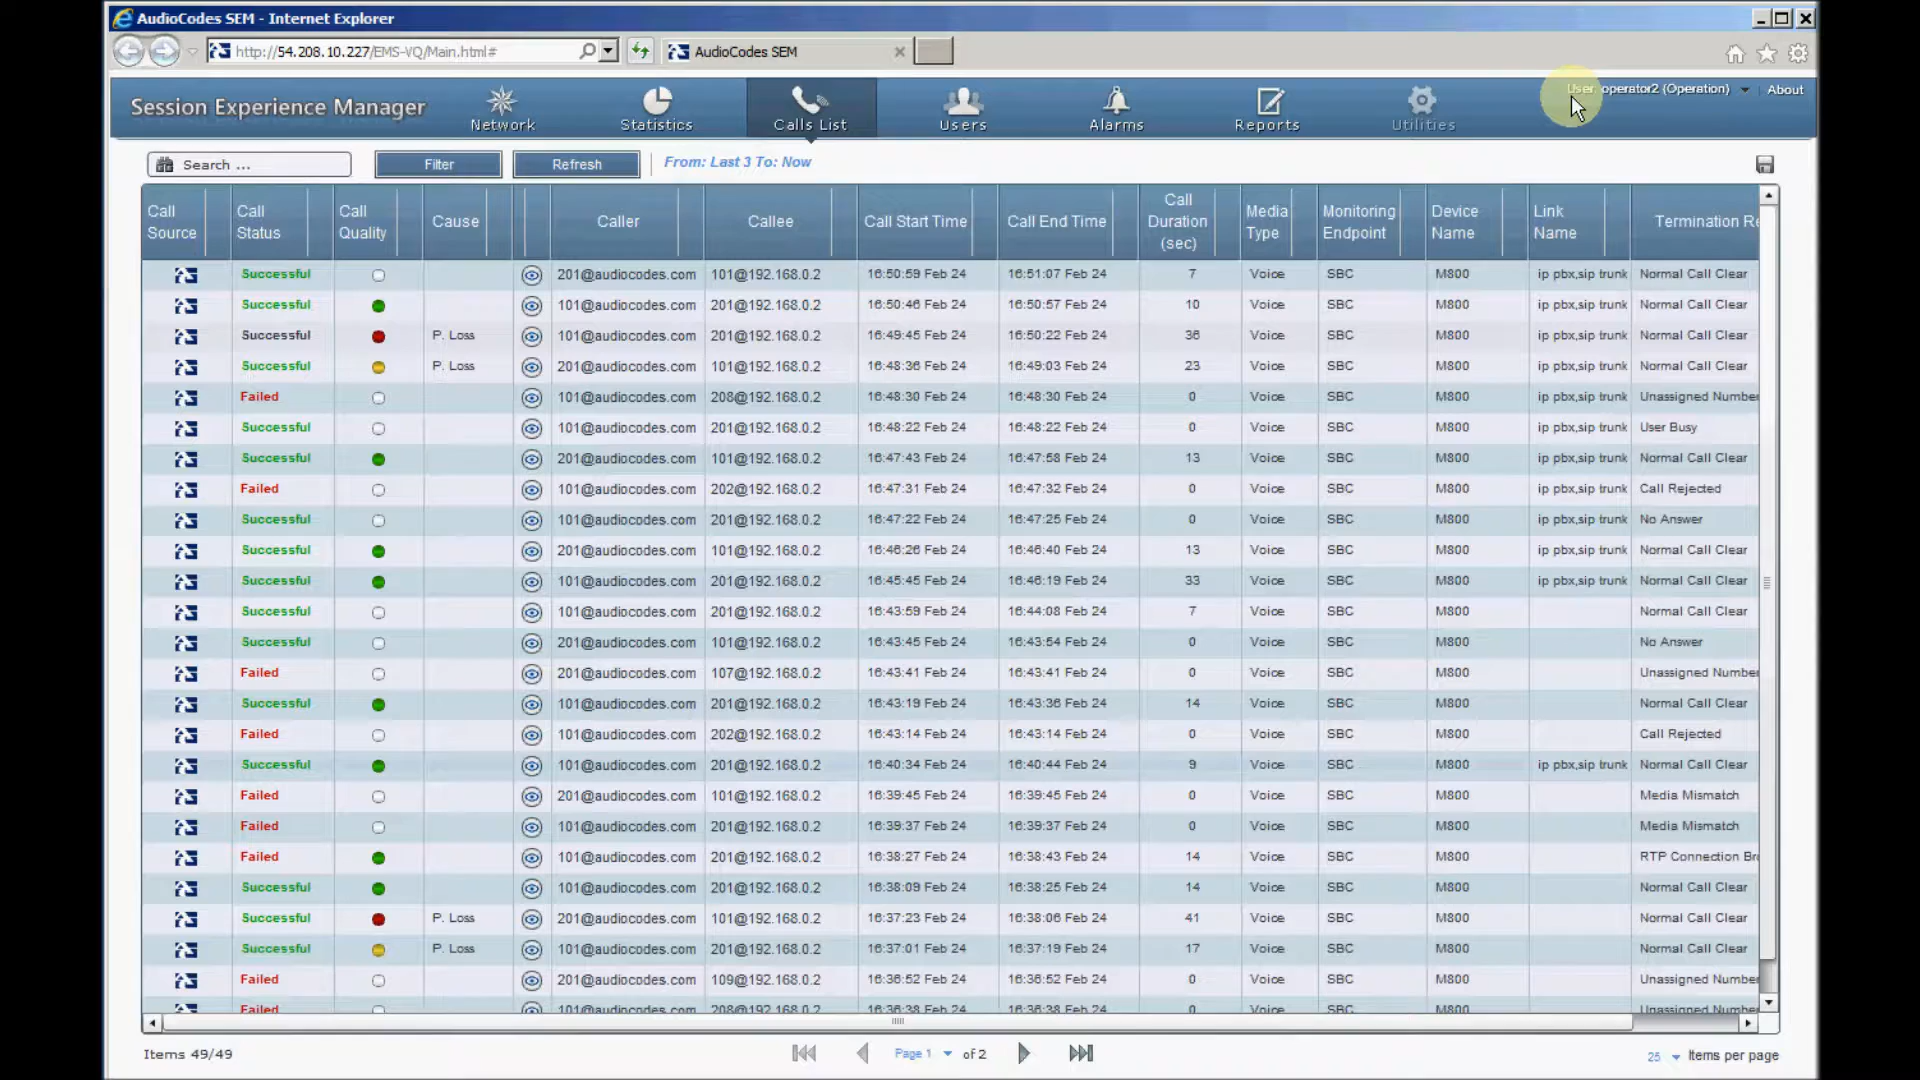 AudioCodes SEM - Internet Explorer
http://54.208.10.227/EMS-VQ/Main.html#
AudioCodes SEM
Session Experience Manager
Network
Statistics
Calls List
Users
Alarms
Reports
Utilities
User: operator2 (Operation)
About
Search ...
Filter
Refresh
From: Last 3 To: Now
Call Source Call Status Call Quality Cause Caller Callee Call Start Time Call End Time Call Duration (sec) Media Type Monitoring Endpoint Device Name Link Name Termination Re
Successful 201@audiocodes.com 101@192.168.0.2 16:50:59 Feb 24 16:51:07 Feb 24 7 Voice SBC M800 ip pbx,sip trunk Normal Call Clear
Successful 101@audiocodes.com 201@192.168.0.2 16:50:46 Feb 24 16:50:57 Feb 24 10 Voice SBC M800 ip pbx,sip trunk Normal Call Clear
Successful P. Loss 101@audiocodes.com 201@192.168.0.2 16:49:45 Feb 24 16:50:22 Feb 24 36 Voice SBC M800 ip pbx,sip trunk Normal Call Clear
Successful P. Loss 201@audiocodes.com 101@192.168.0.2 16:48:36 Feb 24 16:49:03 Feb 24 23 Voice SBC M800 ip pbx,sip trunk Normal Call Clear
Failed 101@audiocodes.com 208@192.168.0.2 16:48:30 Feb 24 16:48:30 Feb 24 0 Voice SBC M800 ip pbx,sip trunk Unassigned Number
Successful 101@audiocodes.com 201@192.168.0.2 16:48:22 Feb 24 16:48:22 Feb 24 0 Voice SBC M800 ip pbx,sip trunk User Busy
Successful 201@audiocodes.com 101@192.168.0.2 16:47:43 Feb 24 16:47:58 Feb 24 13 Voice SBC M800 ip pbx,sip trunk Normal Call Clear
Failed 101@audiocodes.com 202@192.168.0.2 16:47:31 Feb 24 16:47:32 Feb 24 0 Voice SBC M800 ip pbx,sip trunk Call Rejected
Successful 101@audiocodes.com 201@192.168.0.2 16:47:22 Feb 24 16:47:25 Feb 24 0 Voice SBC M800 ip pbx,sip trunk No Answer
Successful 201@audiocodes.com 101@192.168.0.2 16:46:26 Feb 24 16:46:40 Feb 24 13 Voice SBC M800 ip pbx,sip trunk Normal Call Clear
Successful 101@audiocodes.com 201@192.168.0.2 16:45:45 Feb 24 16:46:19 Feb 24 33 Voice SBC M800 ip pbx,sip trunk Normal Call Clear
Successful 101@audiocodes.com 201@192.168.0.2 16:43:59 Feb 24 16:44:08 Feb 24 7 Voice SBC M800 Normal Call Clear
Successful 201@audiocodes.com 101@192.168.0.2 16:43:45 Feb 24 16:43:54 Feb 24 0 Voice SBC M800 No Answer
Failed 201@audiocodes.com 107@192.168.0.2 16:43:41 Feb 24 16:43:41 Feb 24 0 Voice SBC M800 Unassigned Number
Successful 101@audiocodes.com 201@192.168.0.2 16:43:19 Feb 24 16:43:36 Feb 24 14 Voice SBC M800 Normal Call Clear
Failed 101@audiocodes.com 202@192.168.0.2 16:43:14 Feb 24 16:43:14 Feb 24 0 Voice SBC M800 Call Rejected
Successful 101@audiocodes.com 201@192.168.0.2 16:40:34 Feb 24 16:40:44 Feb 24 9 Voice SBC M800 ip pbx,sip trunk Normal Call Clear
Failed 201@audiocodes.com 101@192.168.0.2 16:39:45 Feb 24 16:39:45 Feb 24 0 Voice SBC M800 Media Mismatch
Failed 101@audiocodes.com 201@192.168.0.2 16:39:37 Feb 24 16:39:37 Feb 24 0 Voice SBC M800 Media Mismatch
Failed 101@audiocodes.com 201@192.168.0.2 16:38:27 Feb 24 16:38:43 Feb 24 14 Voice SBC M800 RTP Connection Bro
Successful 101@audiocodes.com 201@192.168.0.2 16:38:09 Feb 24 16:38:25 Feb 24 14 Voice SBC M800 Normal Call Clear
Successful P. Loss 201@audiocodes.com 101@192.168.0.2 16:37:23 Feb 24 16:38:06 Feb 24 41 Voice SBC M800 Normal Call Clear
Successful P. Loss 101@audiocodes.com 201@192.168.0.2 16:37:01 Feb 24 16:37:19 Feb 24 17 Voice SBC M800 Normal Call Clear
Failed 201@audiocodes.com 109@192.168.0.2 16:36:52 Feb 24 16:36:52 Feb 24 0 Voice SBC M800 Unassigned Number
Failed 101@audiocodes.com 208@192.168.0.2 16:36:38 Feb 24 16:36:38 Feb 24 0 Voice SBC M800 Unassigned Number
Items 49/49
Page 1 of 2
25 Items per page